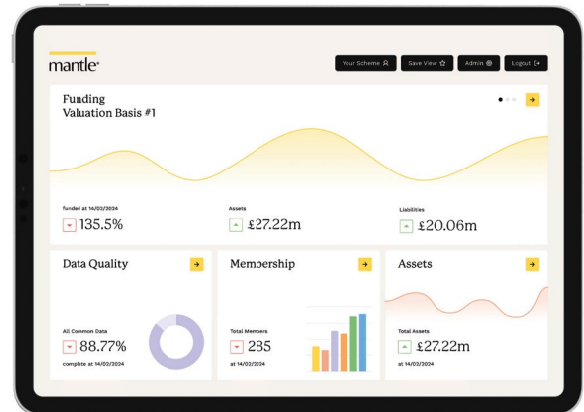 mantle
Your Scheme
Save View
Admin
Logout
Funding
Valuation Basis #1
funded at 14/02/2024
135.5%
Assets
£27.22m
Liabilities
£20.06m
Data Quality
All Common Data
88.77%
complete at 14/02/2024
Membership
Total Members
235
at 14/02/2024
Assets
Total Assets
£27.22m
at 14/02/2024